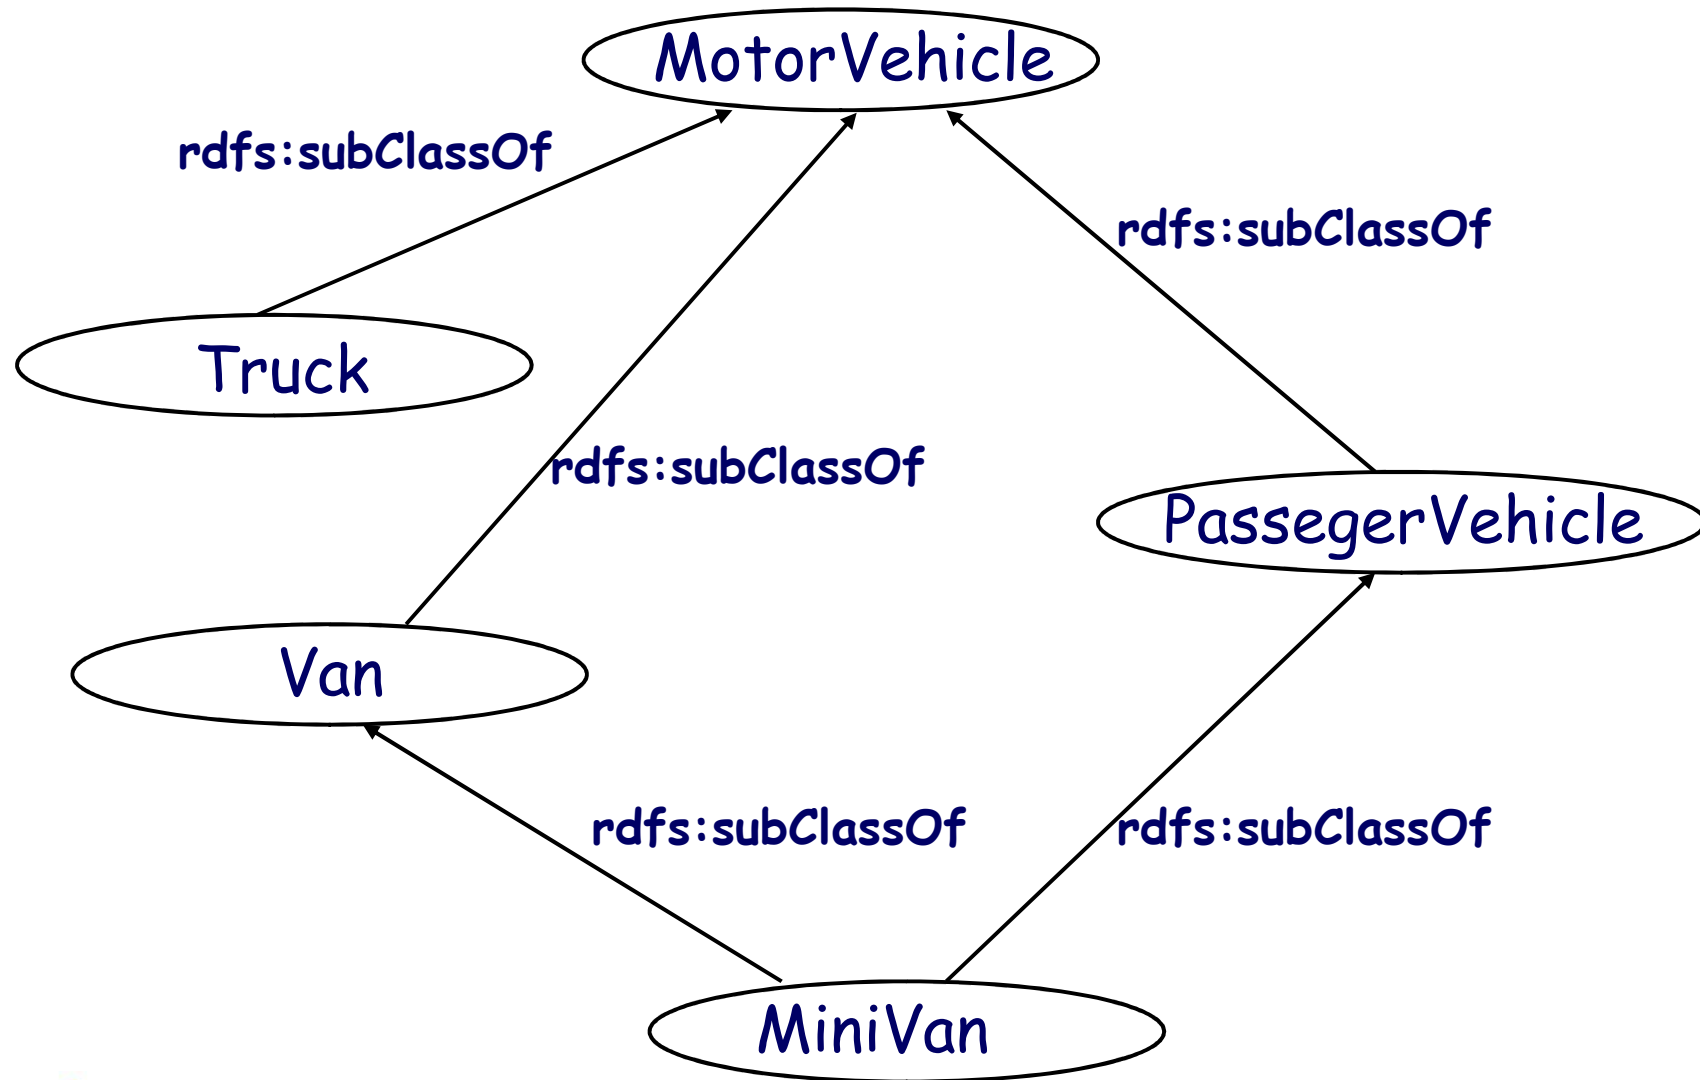 MotorVehicle
rdfs:subClassOf
rdfs:subClassOf
Truck
rdfs:subClassOf
PassegerVehicle
Van
rdfs:subClassOf
rdfs:subClassOf
MiniVan